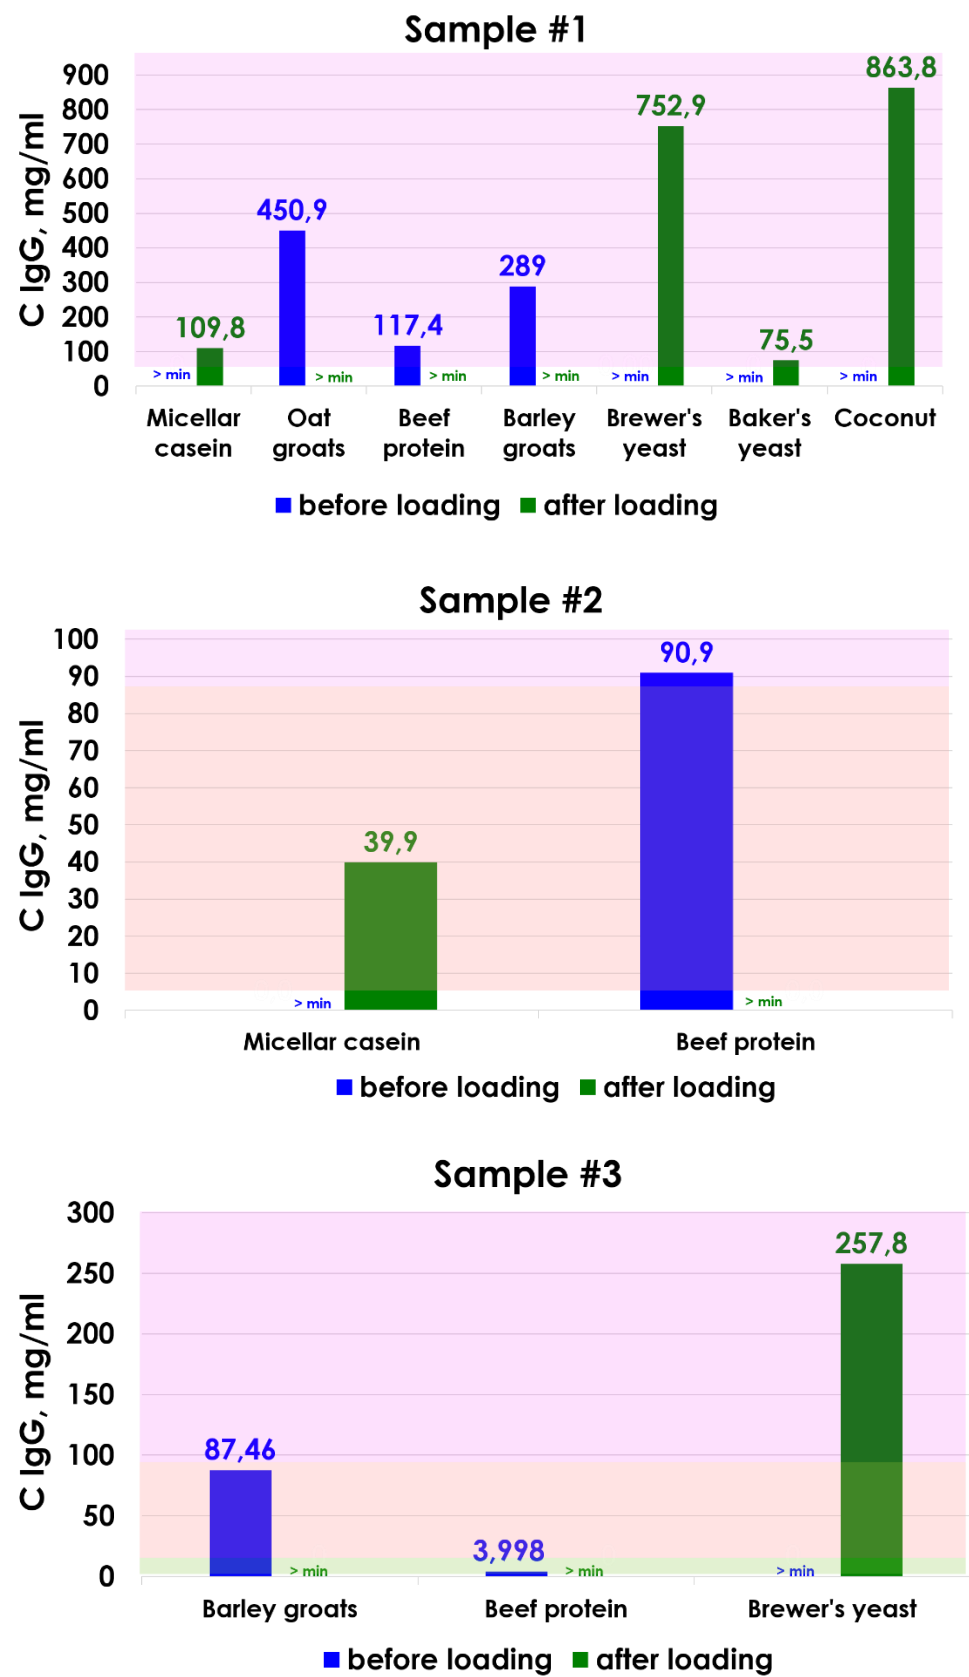 Sample #1
C IgG, mg/ml
900
800
700
600
500
400
300
200
100
0
109,8
450,9
117,4
289
752,9
75,5
863,8
> min
> min
> min
> min
> min
> min
> min
Micellar casein
Oat groats
Beef protein
Barley groats
Brewer's yeast
Baker's yeast
Coconut
before loading after loading
Sample #2
C IgG, mg/ml
100
90
80
70
60
50
40
30
20
10
0
39,9
90,9
> min
> min
Micellar casein
Beef protein
before loading after loading
Sample #3
C IgG, mg/ml
300
250
200
150
100
50
0
87,46
3,998
257,8
> min
> min
> min
Barley groats
Beef protein
Brewer's yeast
before loading after loading